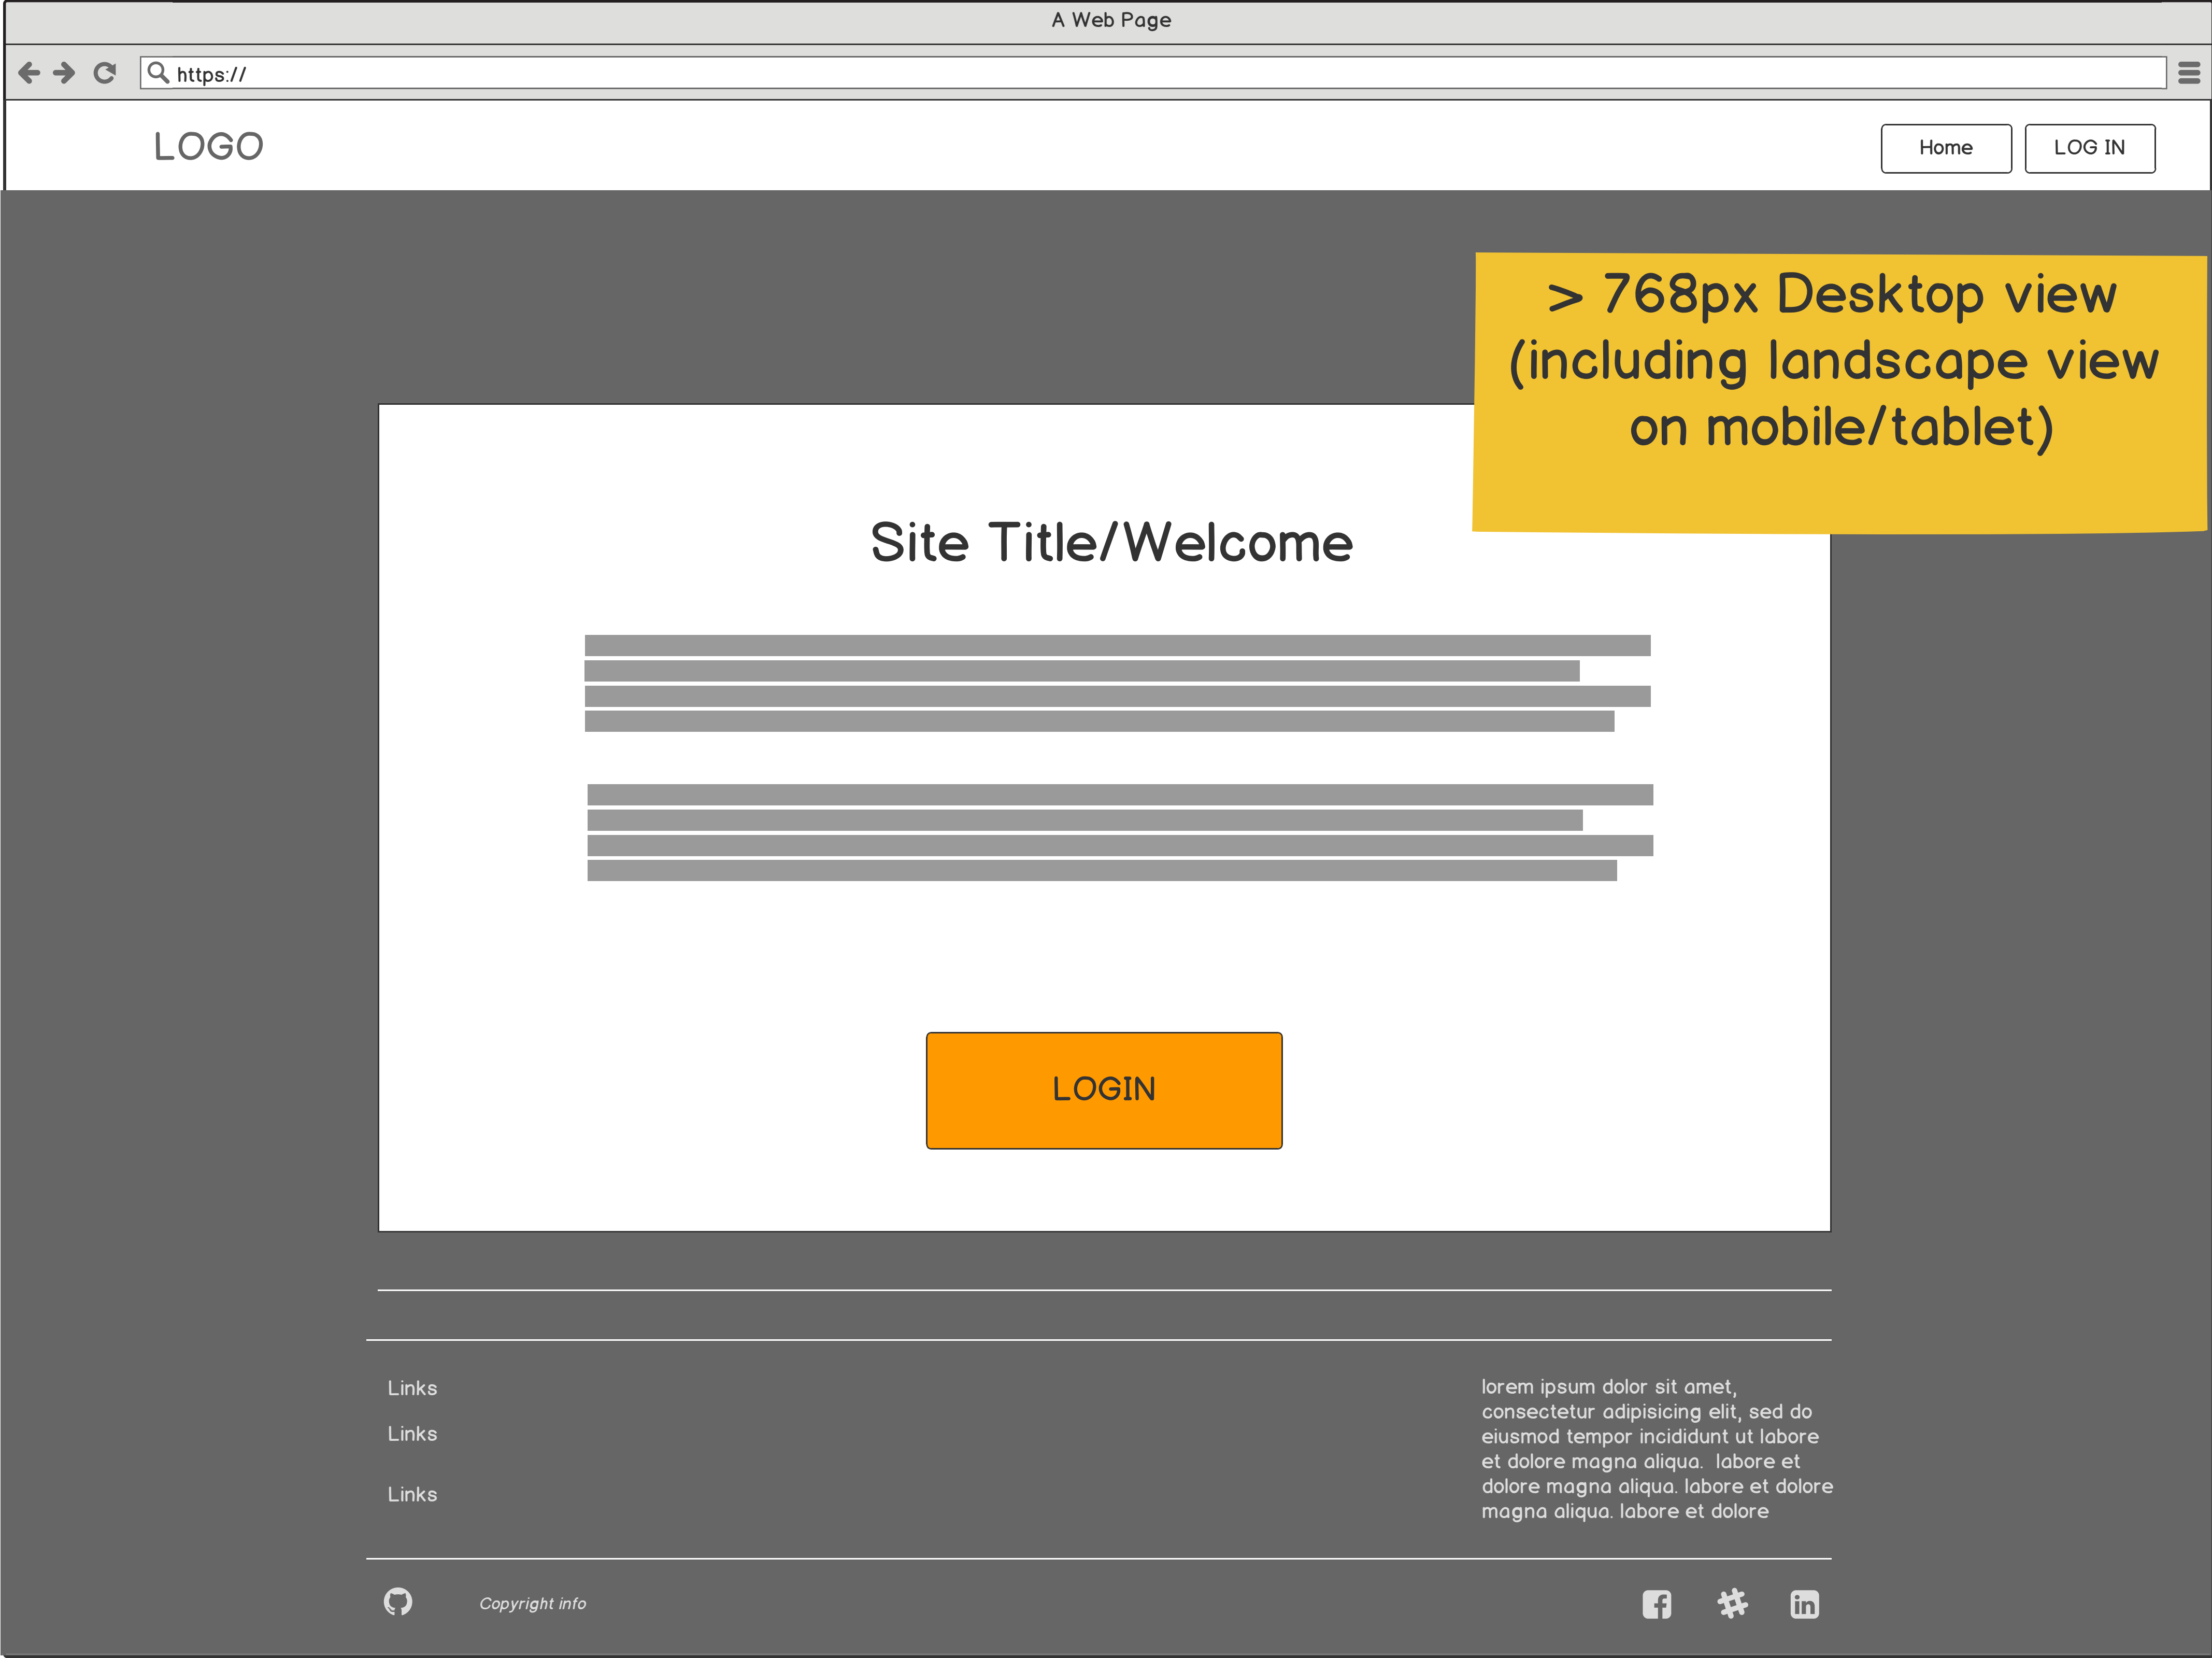 A Web Page
https://
LOGO
Home
LOG IN
> 768px Desktop view
(including landscape view
on mobile/tablet)
Site Title/Welcome
LOGIN
Links
Links
Links
lorem ipsum dolor sit amet,
consectetur adipisicing elit, sed do
eiusmod tempor incididunt ut labore
et dolore magna aliqua.  labore et
dolore magna aliqua. labore et dolore
magna aliqua. labore et dolore
Copyright info